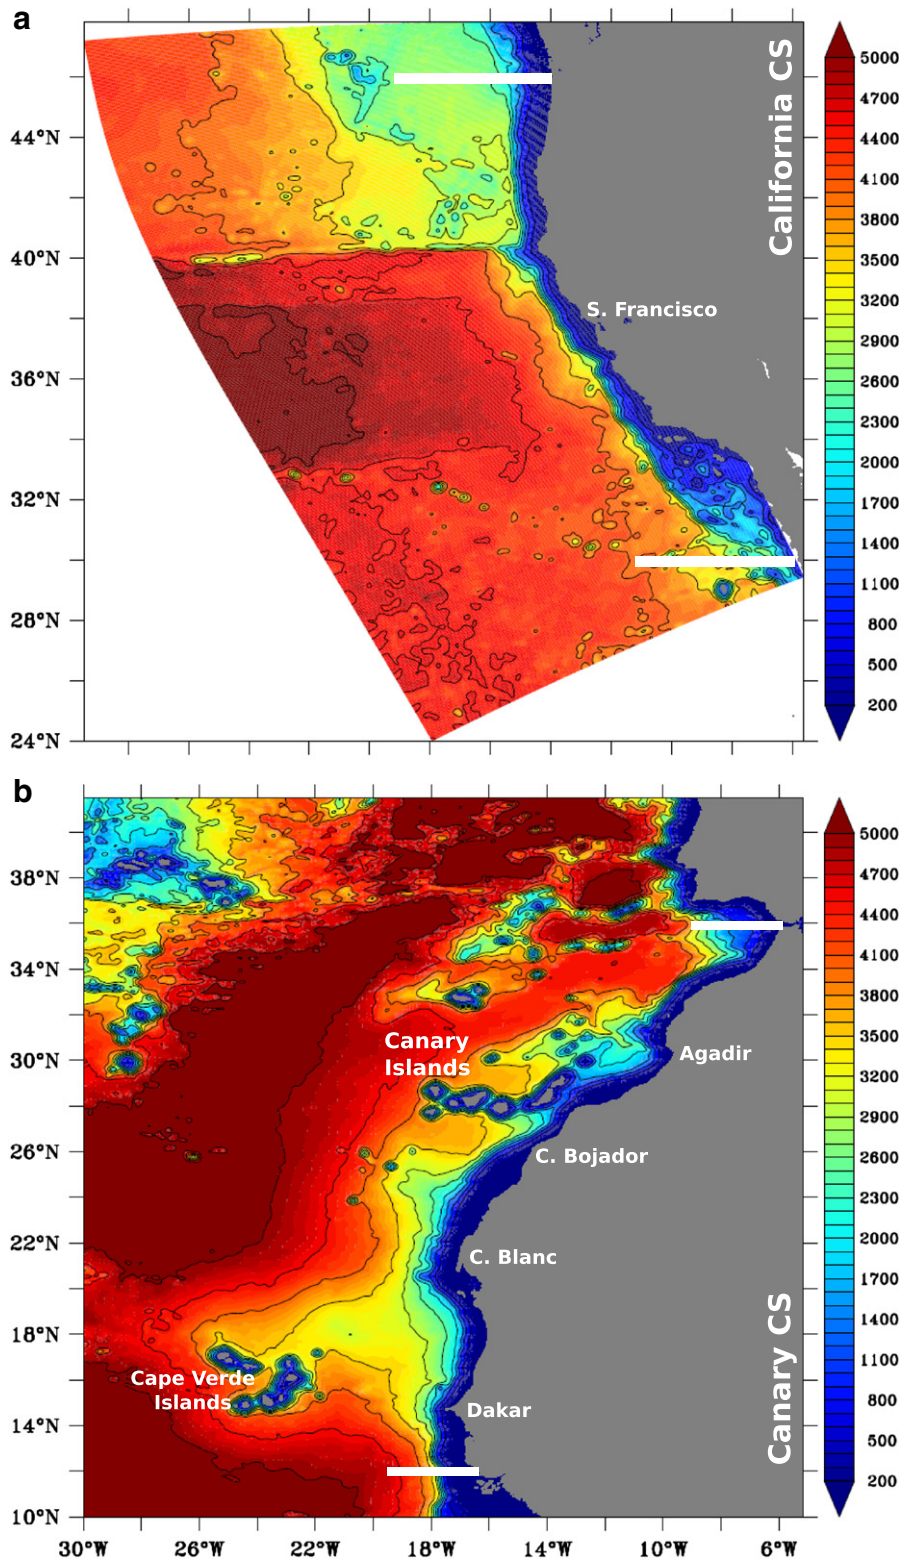 a
California CS
44°N
40°N
36°N
32°N
28°N
24°N
S. Francisco
5000
4700
4400
4100
3800
3500
3200
2900
2600
2300
2000
1700
1400
1100
800
500
200
b
38°N
34°N
30°N
26°N
22°N
18°N
14°N
10°N
Canary
Islands
Agadir
C. Bojador
C. Blanc
Cape Verde
Islands
Dakar
Canary CS
30°W
26°W
22°W
18°W
14°W
10°W
6°W
5000
4700
4400
4100
3800
3500
3200
2900
2600
2300
2000
1700
1400
1100
800
500
200